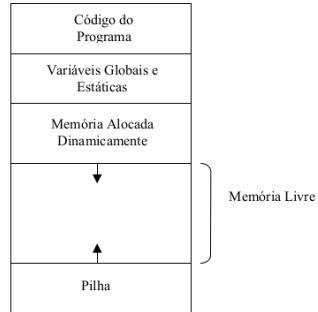 Código do
Programa
Variáveis Globais e
Estáticas
Memória Alocada
Dinamicamente
Memória Livre
Pilha